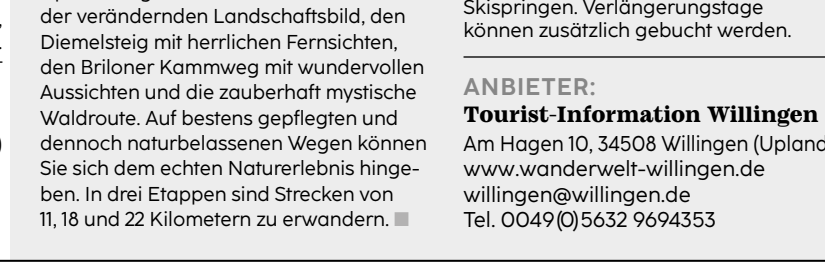 der verändernden Landschaftsbild, den
Diemelsteig mit herrlichen Fernsichten,
den Briloner Kammweg mit wundervollen
Aussichten und die zauberhaft mystische
Waldroute. Auf bestens gepflegten und
dennoch naturbelassenen Wegen können
Sie sich dem echten Naturerlebnis hinge-
ben. In drei Etappen sind Strecken von
11, 18 und 22 Kilometern zu erwandern.
Skispringen. Verlängerungstage
können zusätzlich gebucht werden.
ANBIETER:
Tourist-Information Willingen
Am Hagen 10, 34508 Willingen (Upland
www.wanderwelt-willingen.de
willingen@willingen.de
Tel. 0049(0)5632 9694353